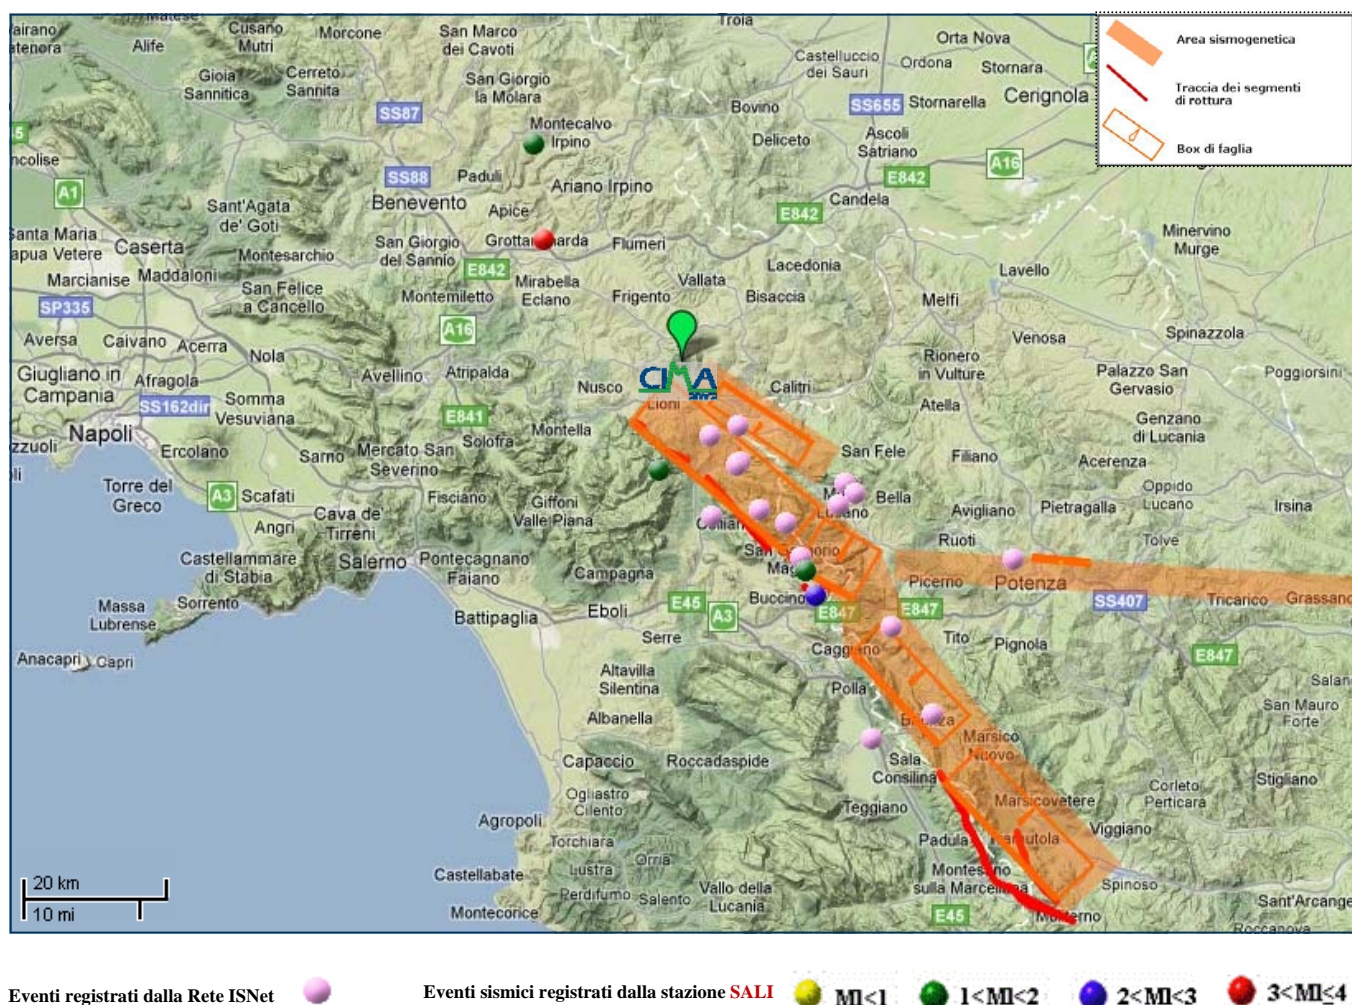 Matese
Troia
Cusano
Mutri
Morcone
San Marco
dei Cavoti
Alife
Orta Nova
Castelluccio
dei Sauri
Ordona
Stornara
Gioia
Sannitica
Cerreto
Sannita
San Giorgio
la Molara
Area sismogenetica
Traccia dei segmenti
di rottura
Box di faglia
SS87
Bovino
SS655
Stornarella
Cerignola
Montecalvo
Irpino
Deliceto
Ascoli
Satriano
A16
A1
SS88
Paduli
Ariano Irpino
E842
Benevento
Candela
Sant'Agata
de' Goti
Apice
E842
Santa Maria
Capua Vetere
Caserta
San Giorgio
del Sannio
Flumeri
Minervino
Murge
Montesarchio
E842
Lacedonia
Marcianise
Maddaloni
Mirabella
Eclano
Vallata
Lavello
San Felice
a Cancello
Montemiletto
Frigento
Bisaccia
Melfi
SP335
A16
Aversa
Caivano
Acerra
Nola
Venosa
Spinazzola
Giugliano in
Campania
Afragola
Avellino
Atripalda
CIMA
Nusco
Calitri
Rionero
in Vulture
Palazzo San
Gervasio
Poggiorsini
SS162dir
Somma
Vesuviana
E841
Lioni
Atella
Genzano
di Lucania
Napoli
Ercolano
Sarno
Mercato San
Severino
Solofra
Montella
San Fele
Filiano
Acerenza
Torre del
Greco
A3
Scafati
Fisciano
Giffoni
Valle Piana
Bella
Oppido
Lucano
Irsina
Angri
Cava de'
Tirreni
Avigliano
Pietragalla
Castellammare
di Stabia
Salerno
Pontecagnano
Faiano
Campagna
Ruoti
Tolve
Picerno
Potenza
Massa
Lubrense
Sorrento
Battipaglia
Eboli
E45
A3
Buccino
E847
E847
SS407
Tricarico
Grassano
Anacapri
Capri
Serre
Caggiano
Tito
Pignola
E847
Altavilla
Silentina
Polla
Albanella
San Mauro
Forte
Marsico
Nuovo
Capaccio
Roccadaspide
Sala
Consilina
Stigliano
Ogliastro
Cilento
Teggiano
Marsicovetere
Corleto
Perticara
Agropoli
Torchiara
Padula
Viggiano
Orria
Castellabate
Lustra
Montesano
sulla Marcellana
Perdifumo
Salento
Vallo della
Lucania
Spinoso
Montecorice
E45
Sant'Arcange
20 km
10 mi
Eventi registrati dalla Rete ISNet
Eventi sismici registrati dalla stazione SALI
Ml<1
1<Ml<2
2<Ml<3
3<Ml<4